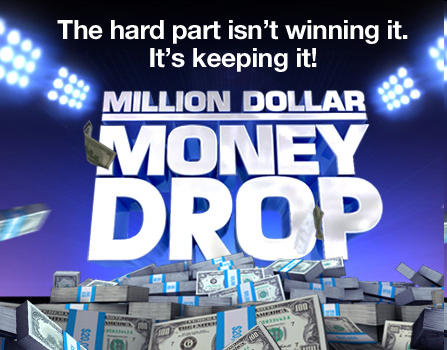 The hard part isn’t winning it.
It’s keeping it!
MILLION DOLLAR
MONEY
DROP